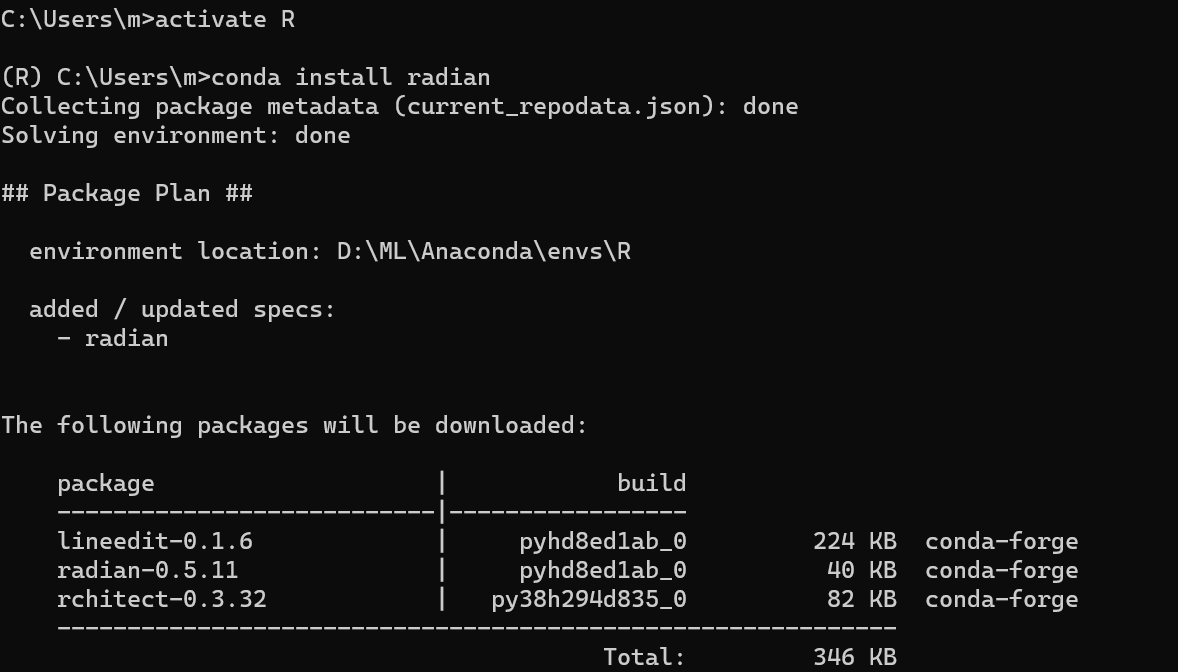 C:\Users\m>activate R
(R) C:\Users\m>conda install radian
Collecting package metadata (current_repodata.json): done
Solving environment: done
## Package Plan ##
  environment location: D:\ML\Anaconda\envs\R
  added / updated specs:
    - radian
The following packages will be downloaded:
    package                    |            build
    ---------------------------|-----------------
    lineedit-0.1.6             |     pyhd8ed1ab_0         224 KB  conda-forge
    radian-0.5.11              |     pyhd8ed1ab_0          40 KB  conda-forge
    rchitect-0.3.32            |   py38h294d835_0          82 KB  conda-forge
    ------------------------------------------------------------
                                           Total:         346 KB